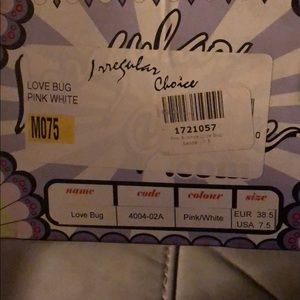 LOVE BUG
PINK WHITE
Irregular
Choice
M075
1721057
name code colour size
Love Bug 4004-02A Pink/White EUR 38.5
USA 7.5